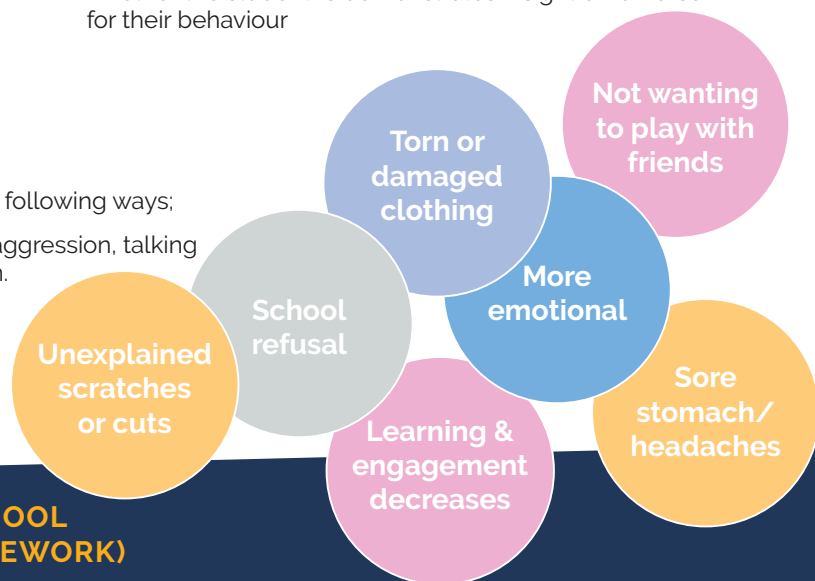 for their behaviour
following ways;
aggression, talking
Not wanting
to play with
friends
Torn or
damaged
clothing
More
emotional
School
refusal
Unexplained
scratches
or cuts
Sore
stomach/
headaches
Learning &
engagement
decreases
OOL
EWORK)